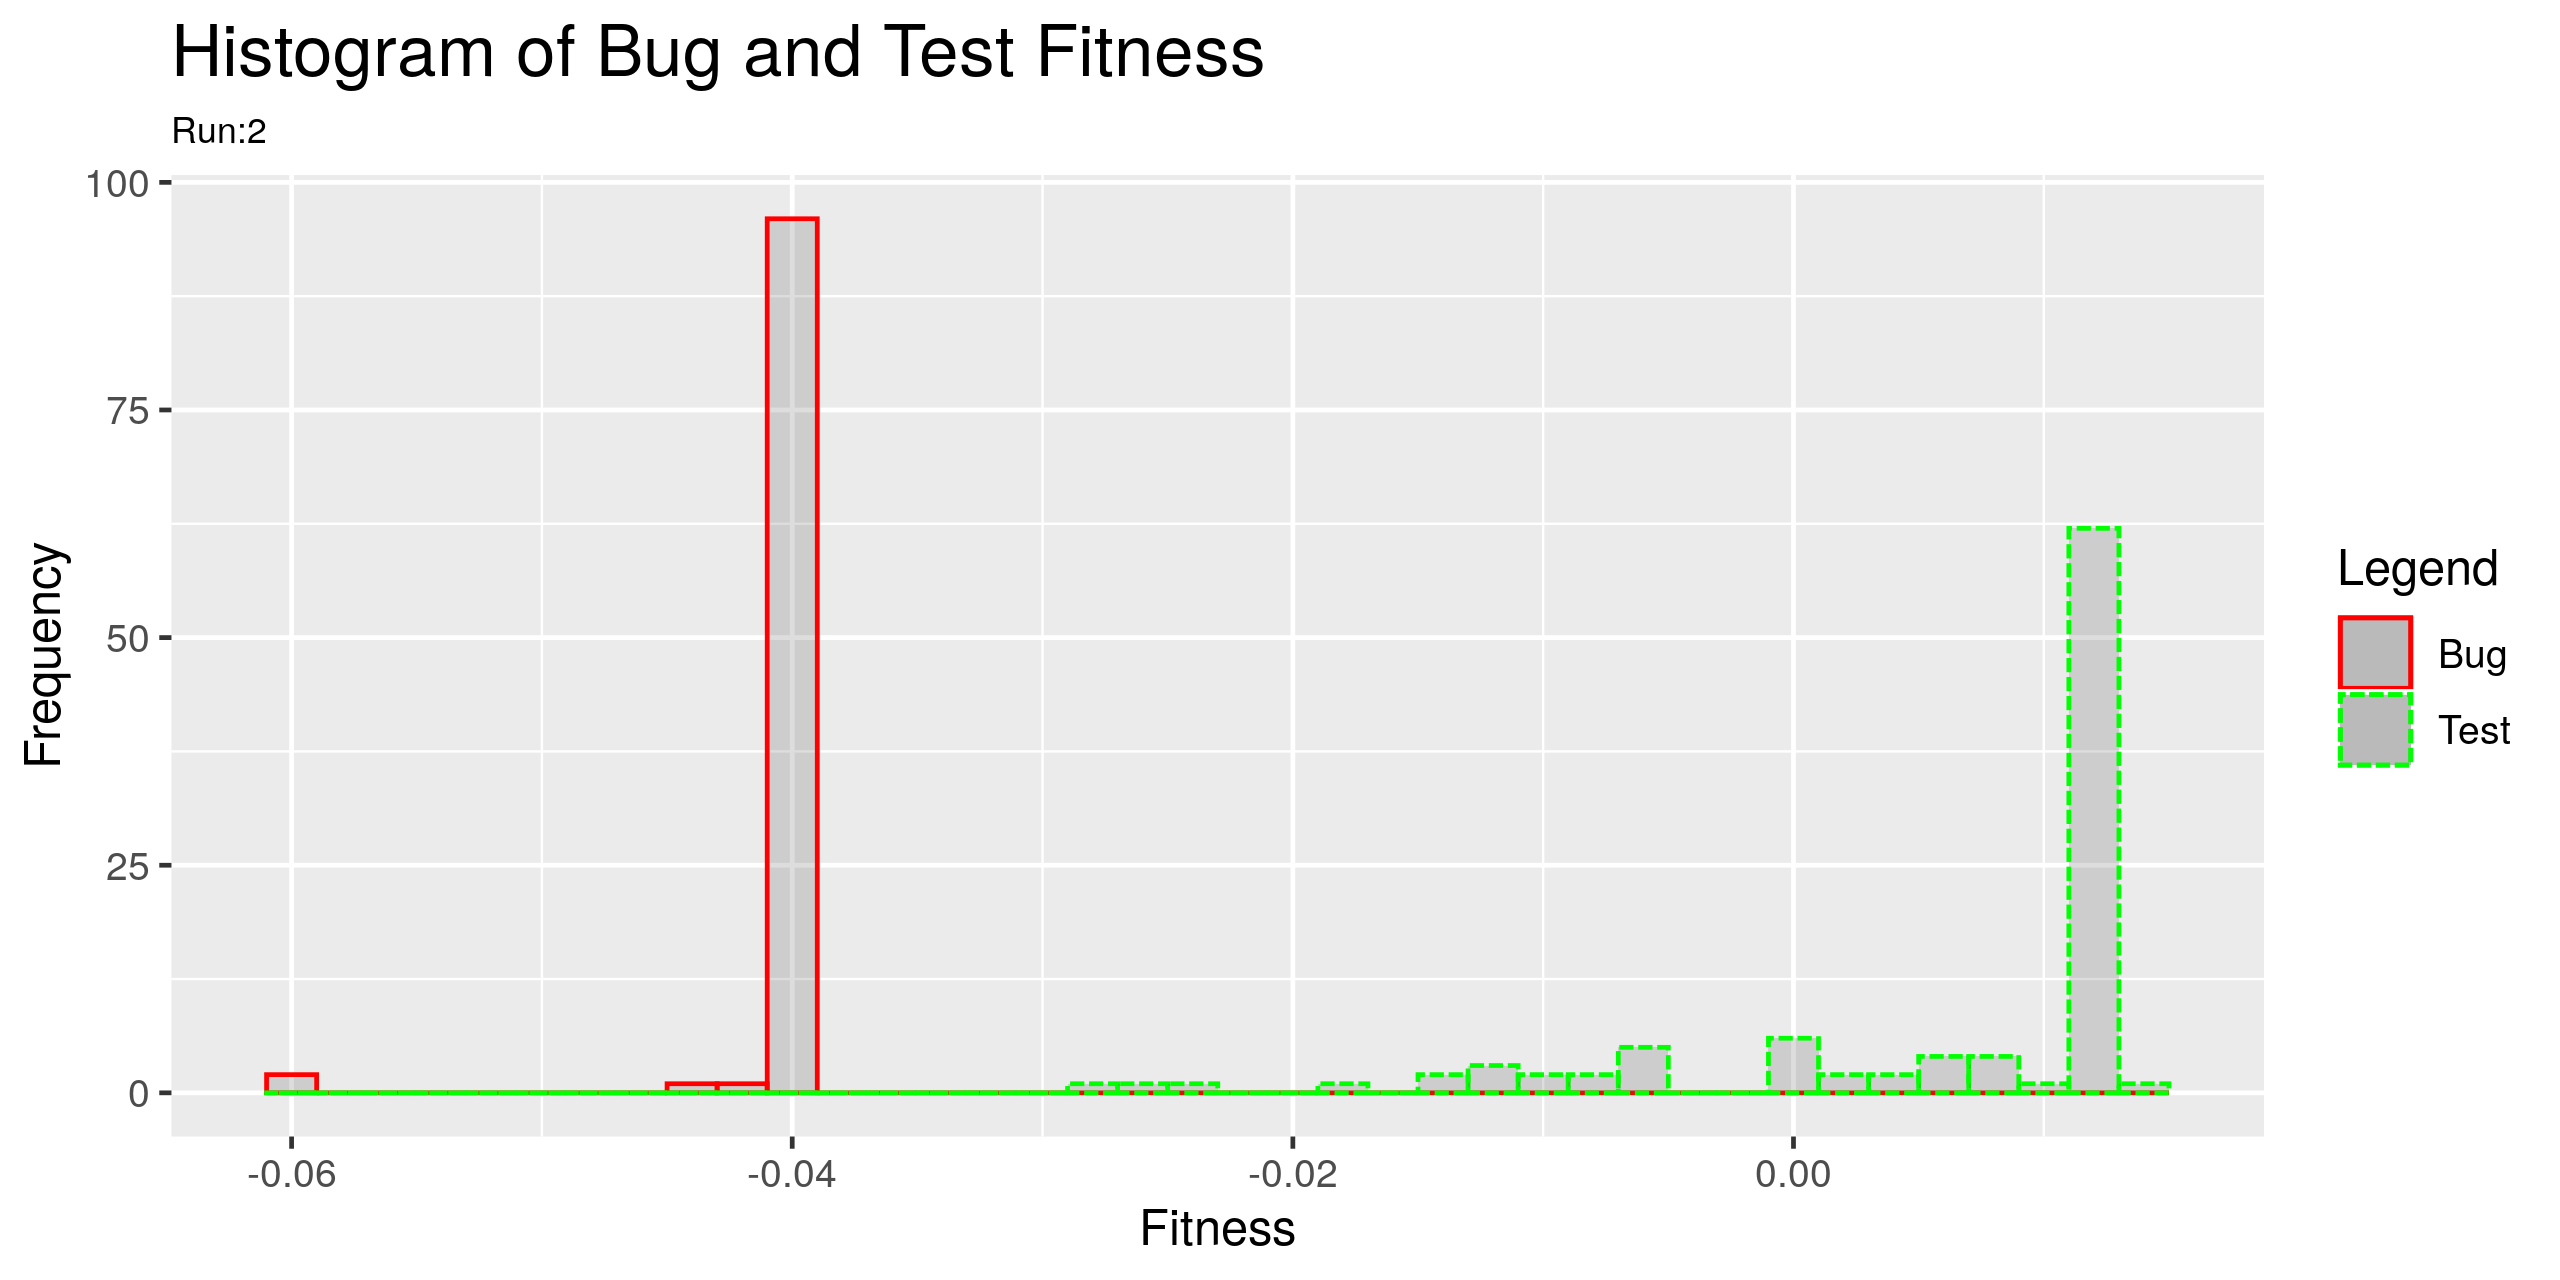 Histogram of Bug and Test Fitness
Run:2
100
75
50
25
0
Frequency
-0.06
-0.04
-0.02
0.00
Fitness
Legend
Bug
Test